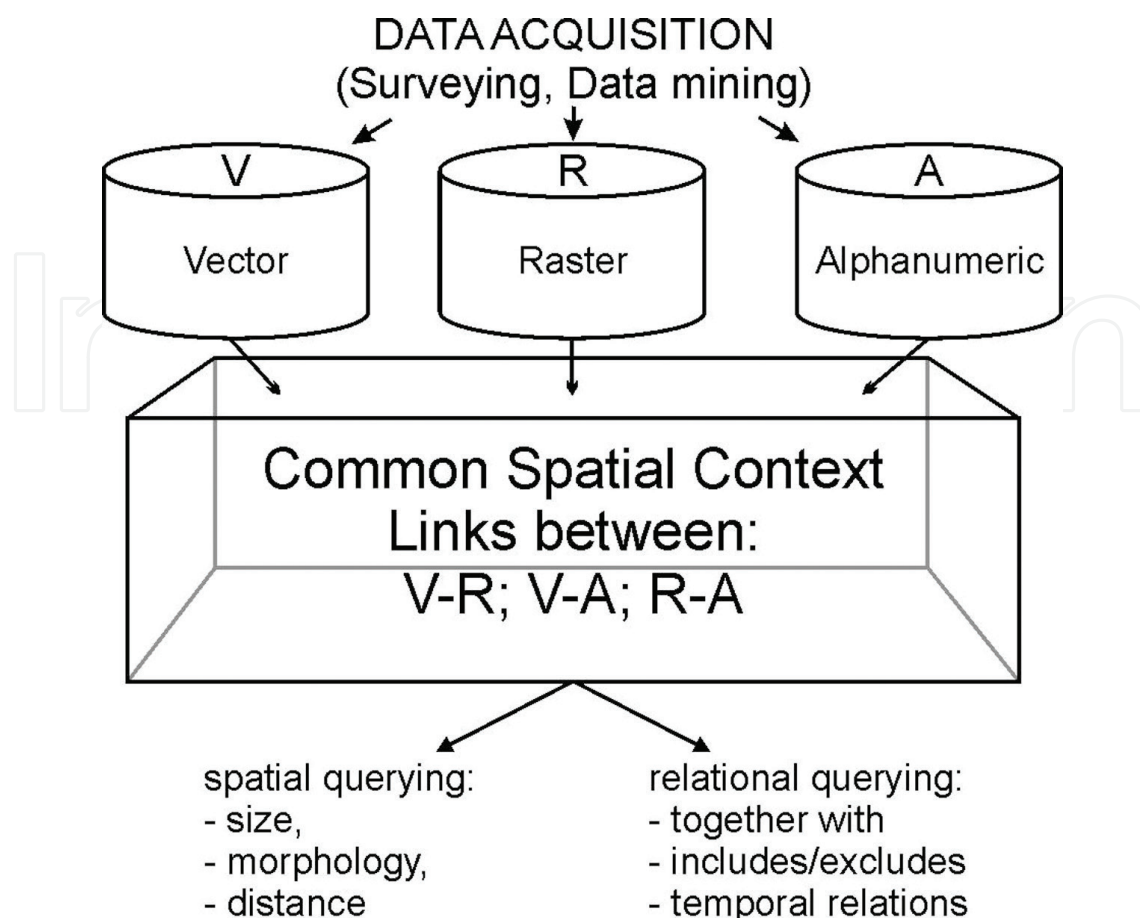 DATA ACQUISITION
(Surveying, Data mining)
V
R
A
Vector
Raster
Alphanumeric
Common Spatial Context
Links between:
V-R; V-A; R-A
spatial querying:
- size,
- morphology,
- distance
relational querying:
- together with
- includes/excludes
- temporal relations